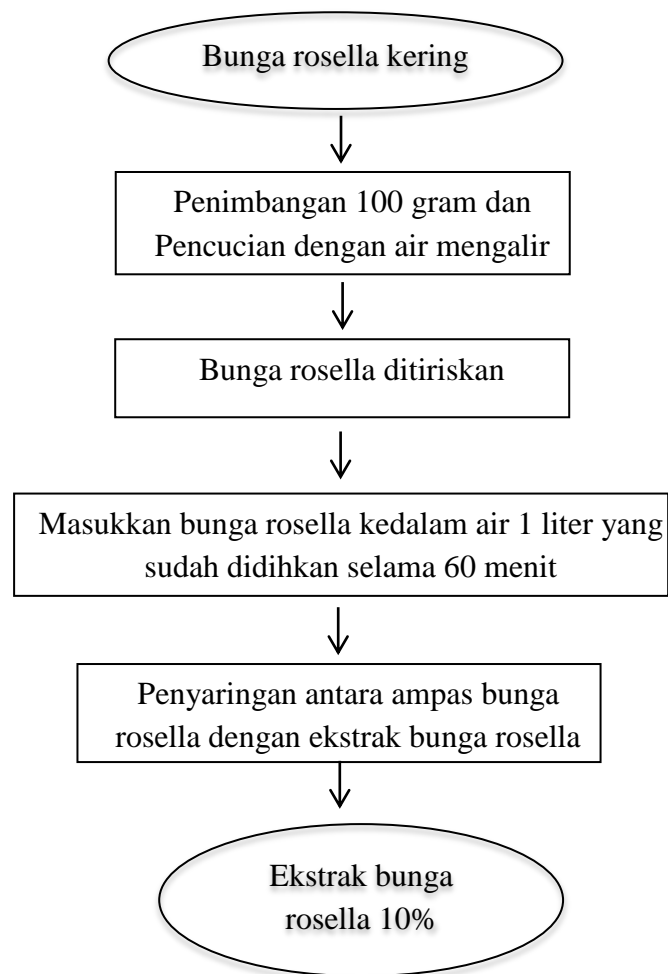 Bunga rosella kering
Penimbangan 100 gram dan
Pencucian dengan air mengalir
Bunga rosella ditiriskan
Masukkan bunga rosella kedalam air 1 liter yang
sudah didihkan selama 60 menit
Penyaringan antara ampas bunga
rosella dengan ekstrak bunga rosella
Ekstrak bunga
rosella 10%